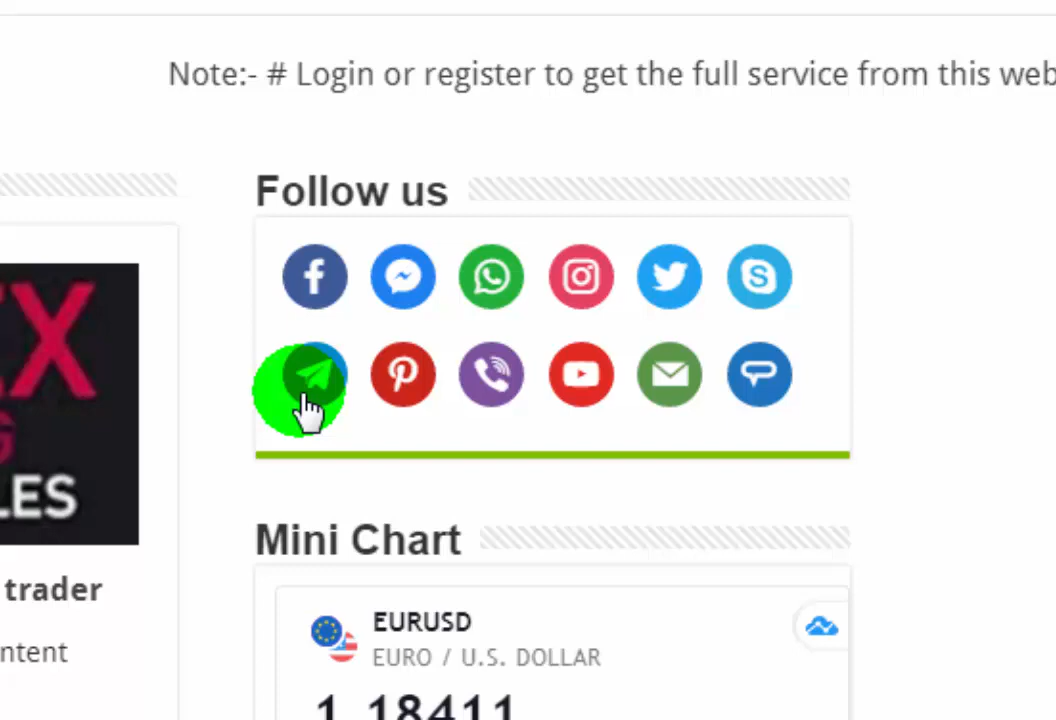 Note:- # Login or register to get the full service from this web
Follow us
X
G
LES
trader
ntent
Mini Chart
EURUSD
EURO / U.S. DOLLAR
1.18411